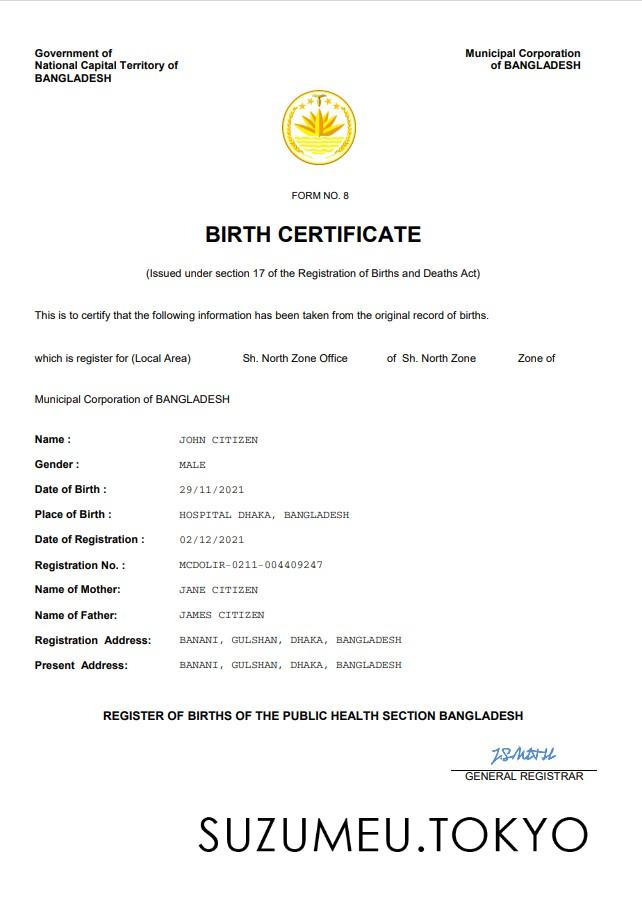 Government of
National Capital Territory of
BANGLADESH
Municipal Corporation
of BANGLADESH
FORM NO. 8
BIRTH CERTIFICATE
(Issued under section 17 of the Registration of Births and Deaths Act)
This is to certify that the following information has been taken from the original record of births.
which is register for (Local Area) Sh. North Zone Office of Sh. North Zone Zone of
Municipal Corporation of BANGLADESH
Name : JOHN CITIZEN
Gender : MALE
Date of Birth : 29/11/2021
Place of Birth : HOSPITAL DHAKA, BANGLADESH
Date of Registration : 02/12/2021
Registration No. : MCDOLIR-0211-004409247
Name of Mother: JANE CITIZEN
Name of Father: JAMES CITIZEN
Registration Address: BANANI, GULSHAN, DHAKA, BANGLADESH
Present Address: BANANI, GULSHAN, DHAKA, BANGLADESH
REGISTER OF BIRTHS OF THE PUBLIC HEALTH SECTION BANGLADESH
GENERAL REGISTRAR
SUZUMEU.TOKYO